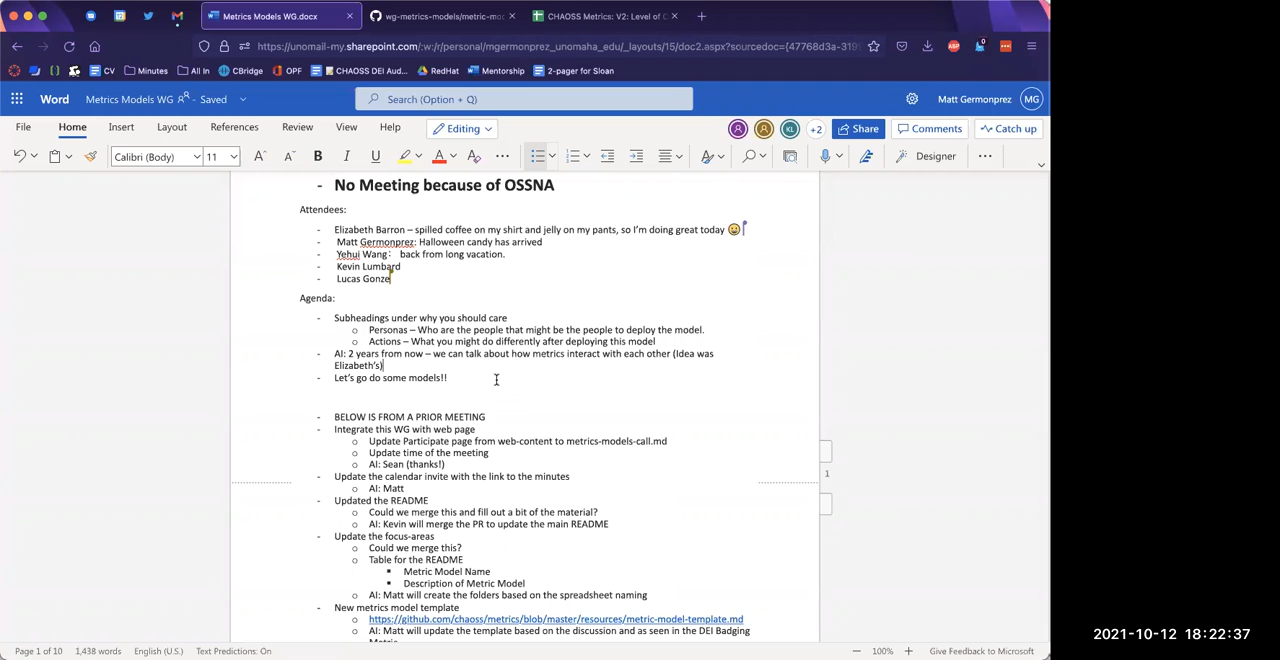 Metrics Models WG.docx
wg-metrics-models/metric-mo
CHAOSS Metrics: V2: Level of C
https://unomail-my.sharepoint.com/:w:/r/personal/mgermonprez_unomaha_edu/_layouts/15/doc2.aspx?sourcedoc={47768d3a-319
CV
Minutes
All In
CBridge
OPF
CHAOSS DEI Aud...
RedHat
Mentorship
2-pager for Sloan
Word
Metrics Models WG
- Saved
Search (Option + Q)
Matt Germonprez
MG
File
Home
Insert
Layout
References
Review
View
Help
Editing
KL
+2
Share
Comments
Catch up
Calibri (Body)
11
Designer
- No Meeting because of OSSNA
Attendees:
- Elizabeth Barron – spilled coffee on my shirt and jelly on my pants, so I'm doing great today 😀
- Matt Germonprez: Halloween candy has arrived
- Yehui Wang： back from long vacation.
- Kevin Lumbard
- Lucas Gonze
Agenda:
- Subheadings under why you should care
o Personas – Who are the people that might be the people to deploy the model.
o Actions – What you might do differently after deploying this model
- AI: 2 years from now – we can talk about how metrics interact with each other (Idea was
Elizabeth's)
- Let's go do some models!!
- BELOW IS FROM A PRIOR MEETING
- Integrate this WG with web page
o Update Participate page from web-content to metrics-models-call.md
o Update time of the meeting
o AI: Sean (thanks!)
- Update the calendar invite with the link to the minutes
o AI: Matt
- Updated the README
o Could we merge this and fill out a bit of the material?
o AI: Kevin will merge the PR to update the main README
- Update the focus-areas
o Could we merge this?
o Table for the README
▪ Metric Model Name
▪ Description of Metric Model
o AI: Matt will create the folders based on the spreadsheet naming
- New metrics model template
o https://github.com/chaoss/metrics/blob/master/resources/metric-model-template.md
o AI: Matt will update the template based on the discussion and as seen in the DEI Badging
1
Page 1 of 10
1,438 words
English (U.S.)
Text Predictions: On
100%
Give Feedback to Microsoft
2021-10-12 18:22:37